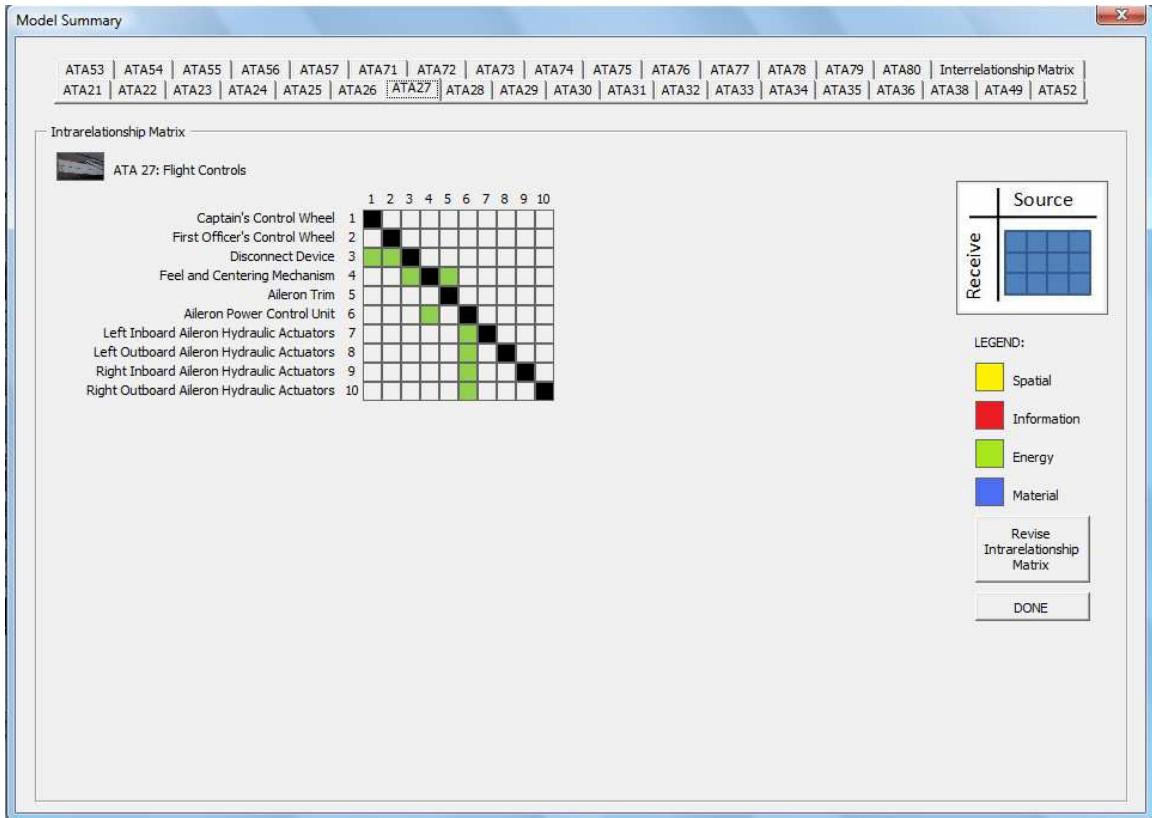 Model Summary
ATA53 ATA54 ATA55 ATA56 ATA57 ATA71 ATA72 ATA73 ATA74 ATA75 ATA76 ATA77 ATA78 ATA79 ATA80 Interrelationship Matrix
ATA21 ATA22 ATA23 ATA24 ATA25 ATA26 ATA27 ATA28 ATA29 ATA30 ATA31 ATA32 ATA33 ATA34 ATA35 ATA36 ATA38 ATA49 ATA52
Intrarelationship Matrix
ATA 27: Flight Controls
1 2 3 4 5 6 7 8 9 10
Captain's Control Wheel 1
First Officer's Control Wheel 2
Disconnect Device 3
Feel and Centering Mechanism 4
Aileron Trim 5
Aileron Power Control Unit 6
Left Inboard Aileron Hydraulic Actuators 7
Left Outboard Aileron Hydraulic Actuators 8
Right Inboard Aileron Hydraulic Actuators 9
Right Outboard Aileron Hydraulic Actuators 10
Source
Receive
LEGEND:
Spatial
Information
Energy
Material
Revise
Intrarelationship
Matrix
DONE